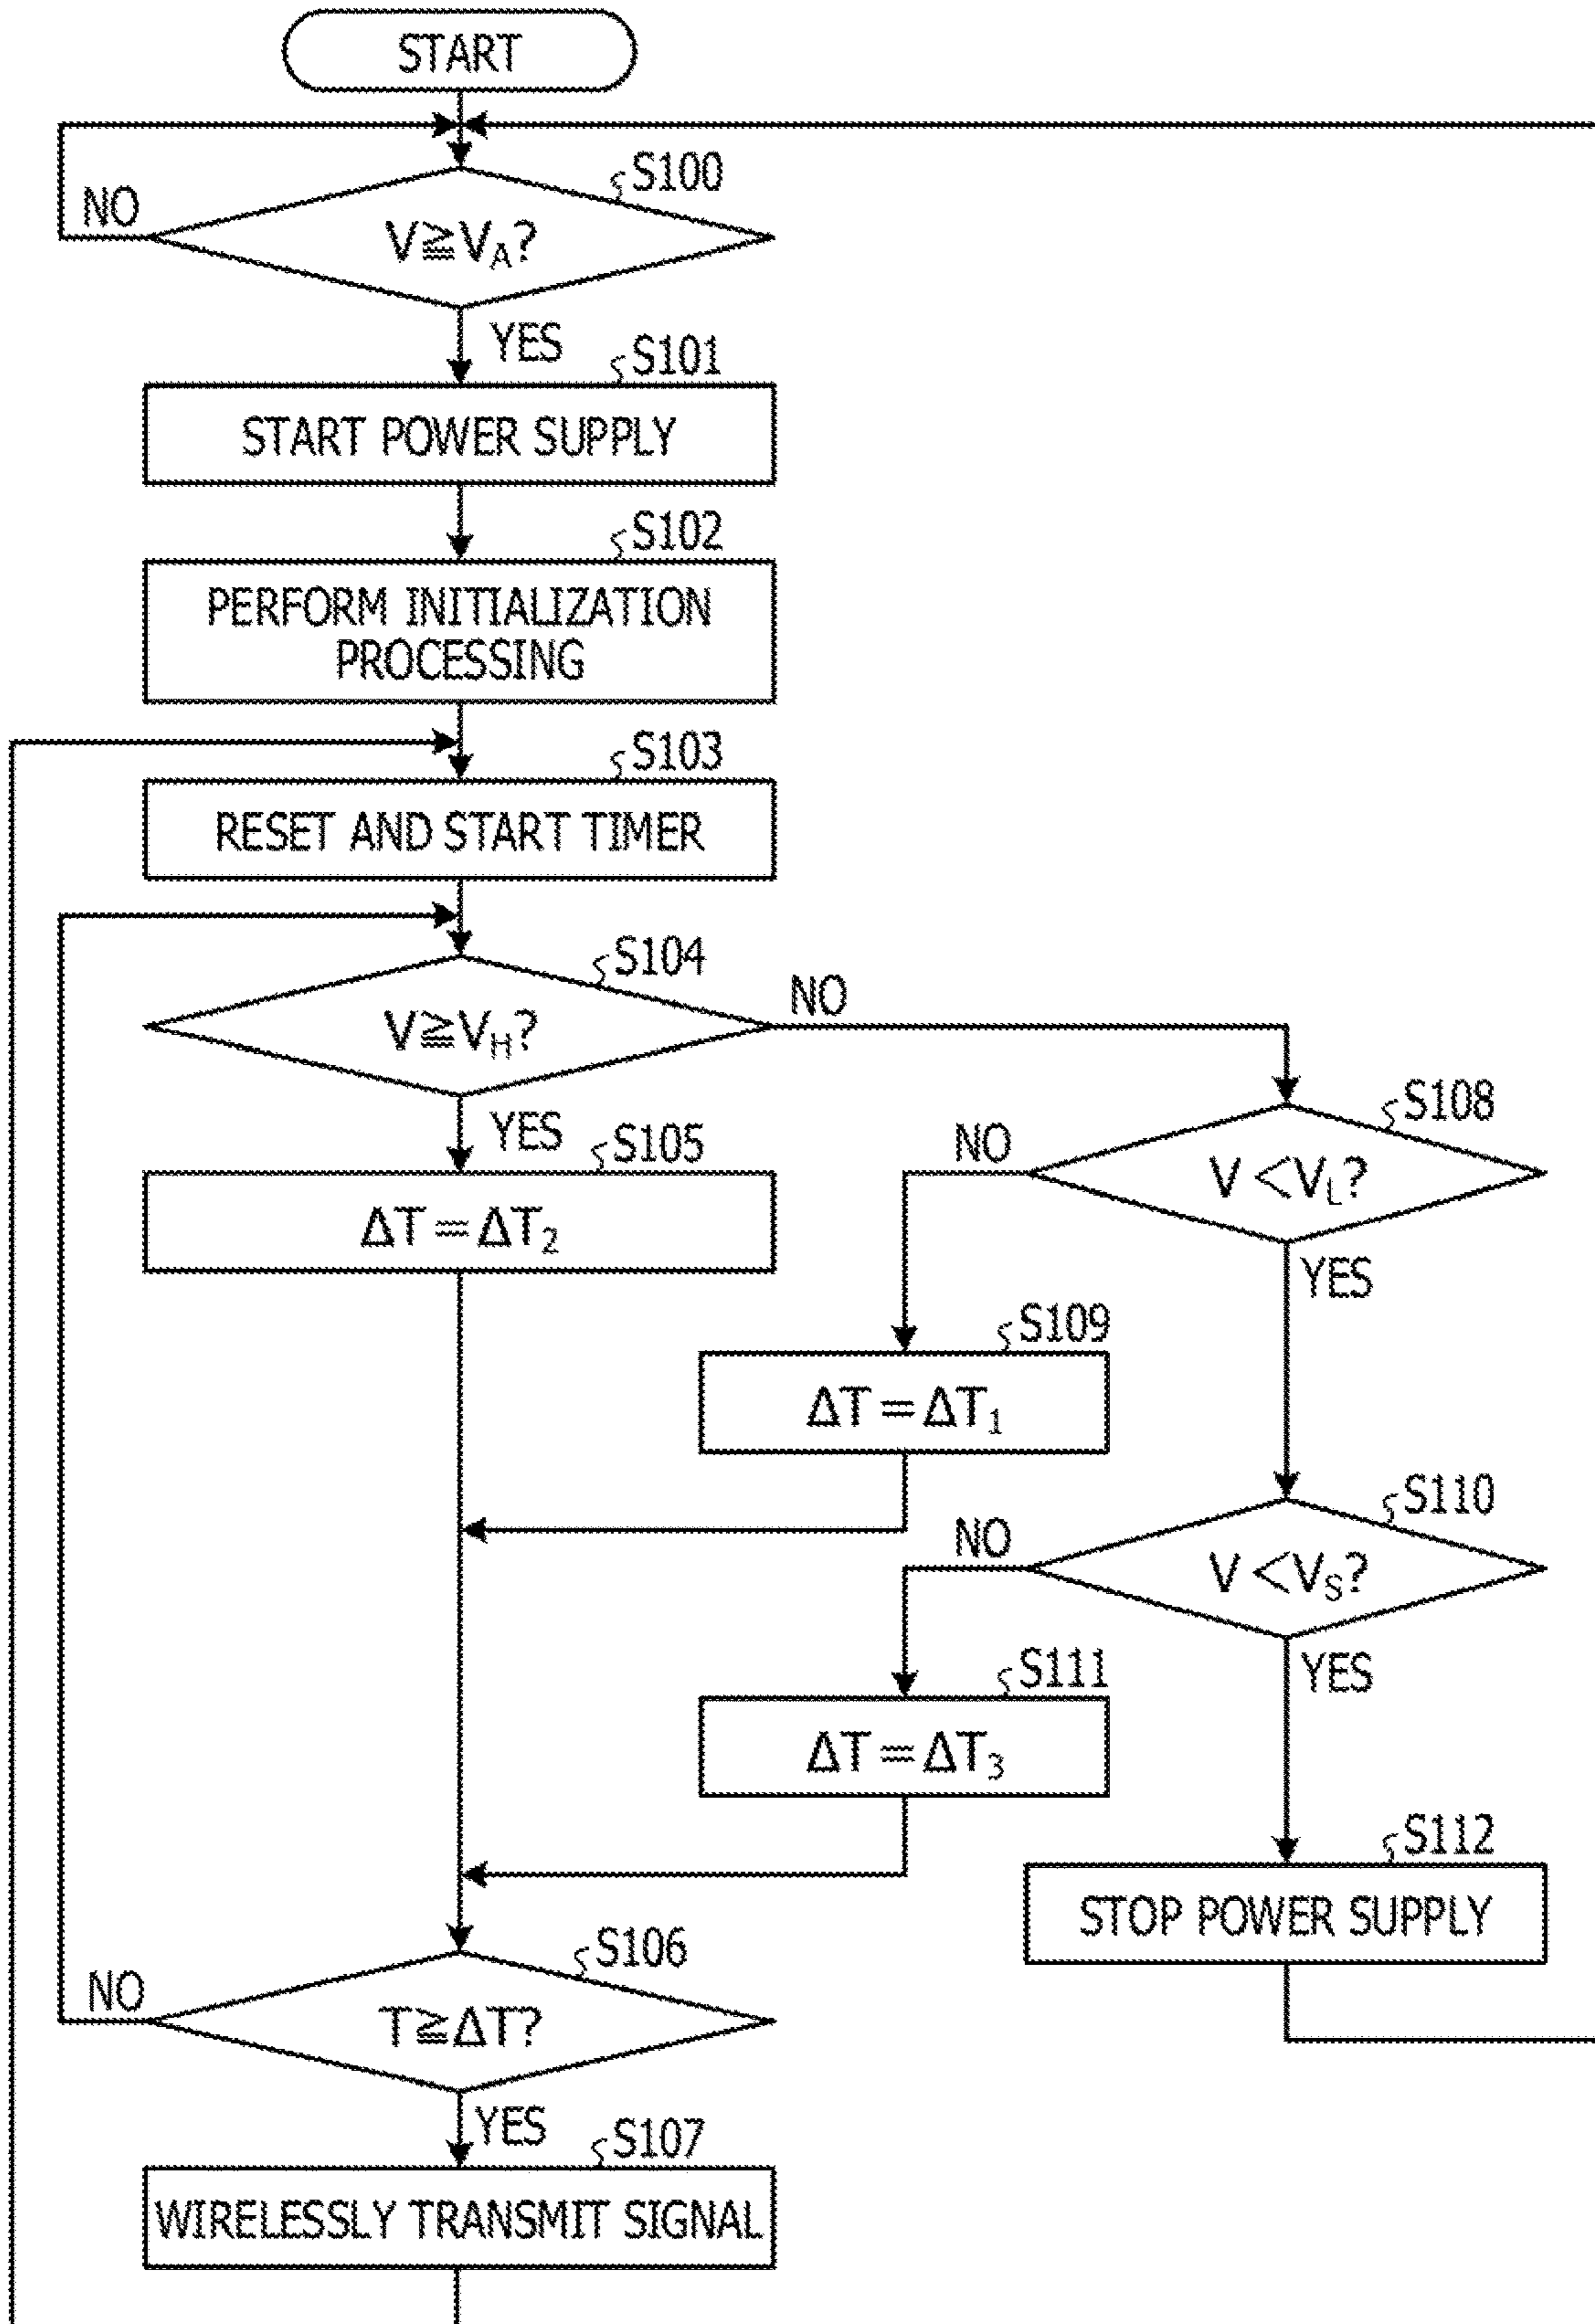 START
S100
NO
V≧VA?
YES
S101
START POWER SUPPLY
S102
PERFORM INITIALIZATION
PROCESSING
S103
RESET AND START TIMER
S104
NO
V≧VH?
YES
S105
ΔT=ΔT2
S108
NO
V<VL?
YES
S109
ΔT=ΔT1
S110
NO
V<VS?
YES
S111
ΔT=ΔT3
S112
STOP POWER SUPPLY
S106
NO
T≧ΔT?
YES
S107
WIRELESSLY TRANSMIT SIGNAL